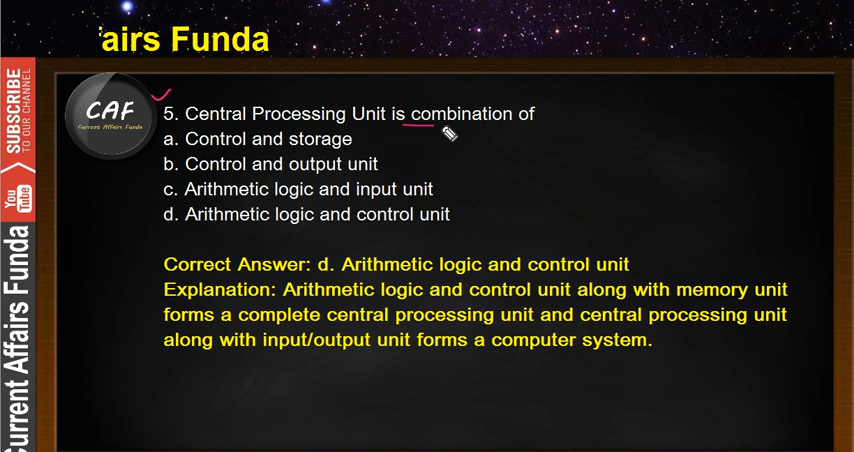 airs Funda
SUBSCRIBE
TO OUR CHANNEL
You
Tube
Current Affairs Funda
CAF
Current Affairs Funda
5. Central Processing Unit is combination of
a. Control and storage
b. Control and output unit
c. Arithmetic logic and input unit
d. Arithmetic logic and control unit
Correct Answer: d. Arithmetic logic and control unit
Explanation: Arithmetic logic and control unit along with memory unit
forms a complete central processing unit and central processing unit
along with input/output unit forms a computer system.